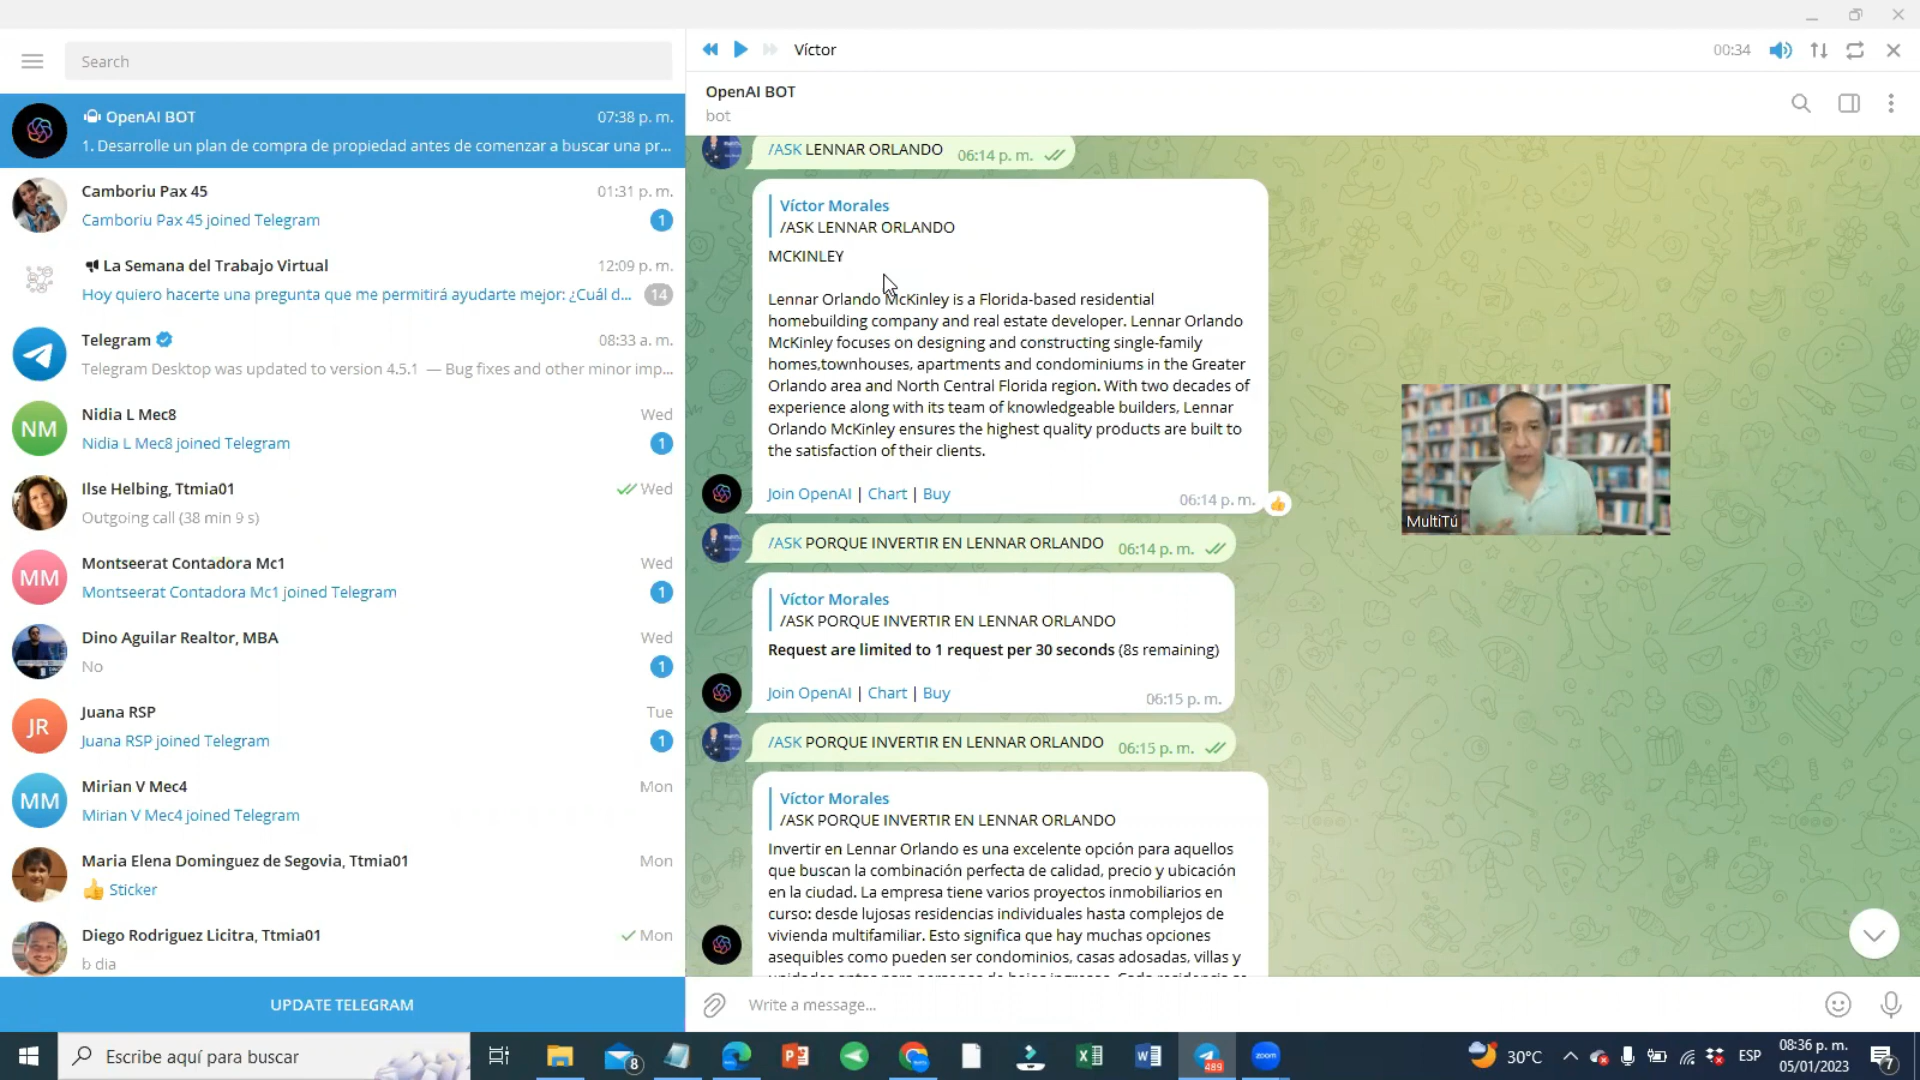 Search
OpenAI BOT
07:38 p. m.
1. Desarrolle un plan de compra de propiedad antes de comenzar a buscar una pr...
Camboriu Pax 45
01:31 p. m.
Camboriu Pax 45 joined Telegram
1
La Semana del Trabajo Virtual
12:09 p. m.
Hoy quiero hacerte una pregunta que me permitirá ayudarte mejor: ¿Cuál d...
14
Telegram
08:33 a. m.
Telegram Desktop was updated to version 4.5.1 — Bug fixes and other minor imp...
NM
Nidia L Mec8
Wed
Nidia L Mec8 joined Telegram
1
Ilse Helbing, Ttmia01
Wed
Outgoing call (38 min 9 s)
MM
Montseerat Contadora Mc1
Wed
Montseerat Contadora Mc1 joined Telegram
1
Dino Aguilar Realtor, MBA
Wed
No
1
JR
Juana RSP
Tue
Juana RSP joined Telegram
1
MM
Mirian V Mec4
Mon
Mirian V Mec4 joined Telegram
Maria Elena Dominguez de Segovia, Ttmia01
Mon
Sticker
Diego Rodriguez Licitra, Ttmia01
Mon
b dia
UPDATE TELEGRAM
Víctor
00:34
OpenAI BOT
bot
/ASK LENNAR ORLANDO
06:14 p. m.
Víctor Morales
/ASK LENNAR ORLANDO
MCKINLEY
Lennar Orlando McKinley is a Florida-based residential
homebuilding company and real estate developer. Lennar Orlando
McKinley focuses on designing and constructing single-family
homes,townhouses, apartments and condominiums in the Greater
Orlando area and North Central Florida region. With two decades of
experience along with its team of knowledgeable builders, Lennar
Orlando McKinley ensures the highest quality products are built to
the satisfaction of their clients.
Join OpenAI | Chart | Buy
06:14 p. m.
/ASK PORQUE INVERTIR EN LENNAR ORLANDO
06:14 p. m.
Víctor Morales
/ASK PORQUE INVERTIR EN LENNAR ORLANDO
Request are limited to 1 request per 30 seconds (8s remaining)
Join OpenAI | Chart | Buy
06:15 p. m.
/ASK PORQUE INVERTIR EN LENNAR ORLANDO
06:15 p. m.
Víctor Morales
/ASK PORQUE INVERTIR EN LENNAR ORLANDO
Invertir en Lennar Orlando es una excelente opción para aquellos
que buscan la combinación perfecta de calidad, precio y ubicación
en la ciudad. La empresa tiene varios proyectos inmobiliarios en
curso: desde lujosas residencias individuales hasta complejos de
vivienda multifamiliar. Esto significa que hay muchas opciones
asequibles como pueden ser condominios, casas adosadas, villas y
MultiTú
Write a message...
Escribe aquí para buscar
8
489
zoom
30°C
ESP
08:36 p. m.
05/01/2023
7